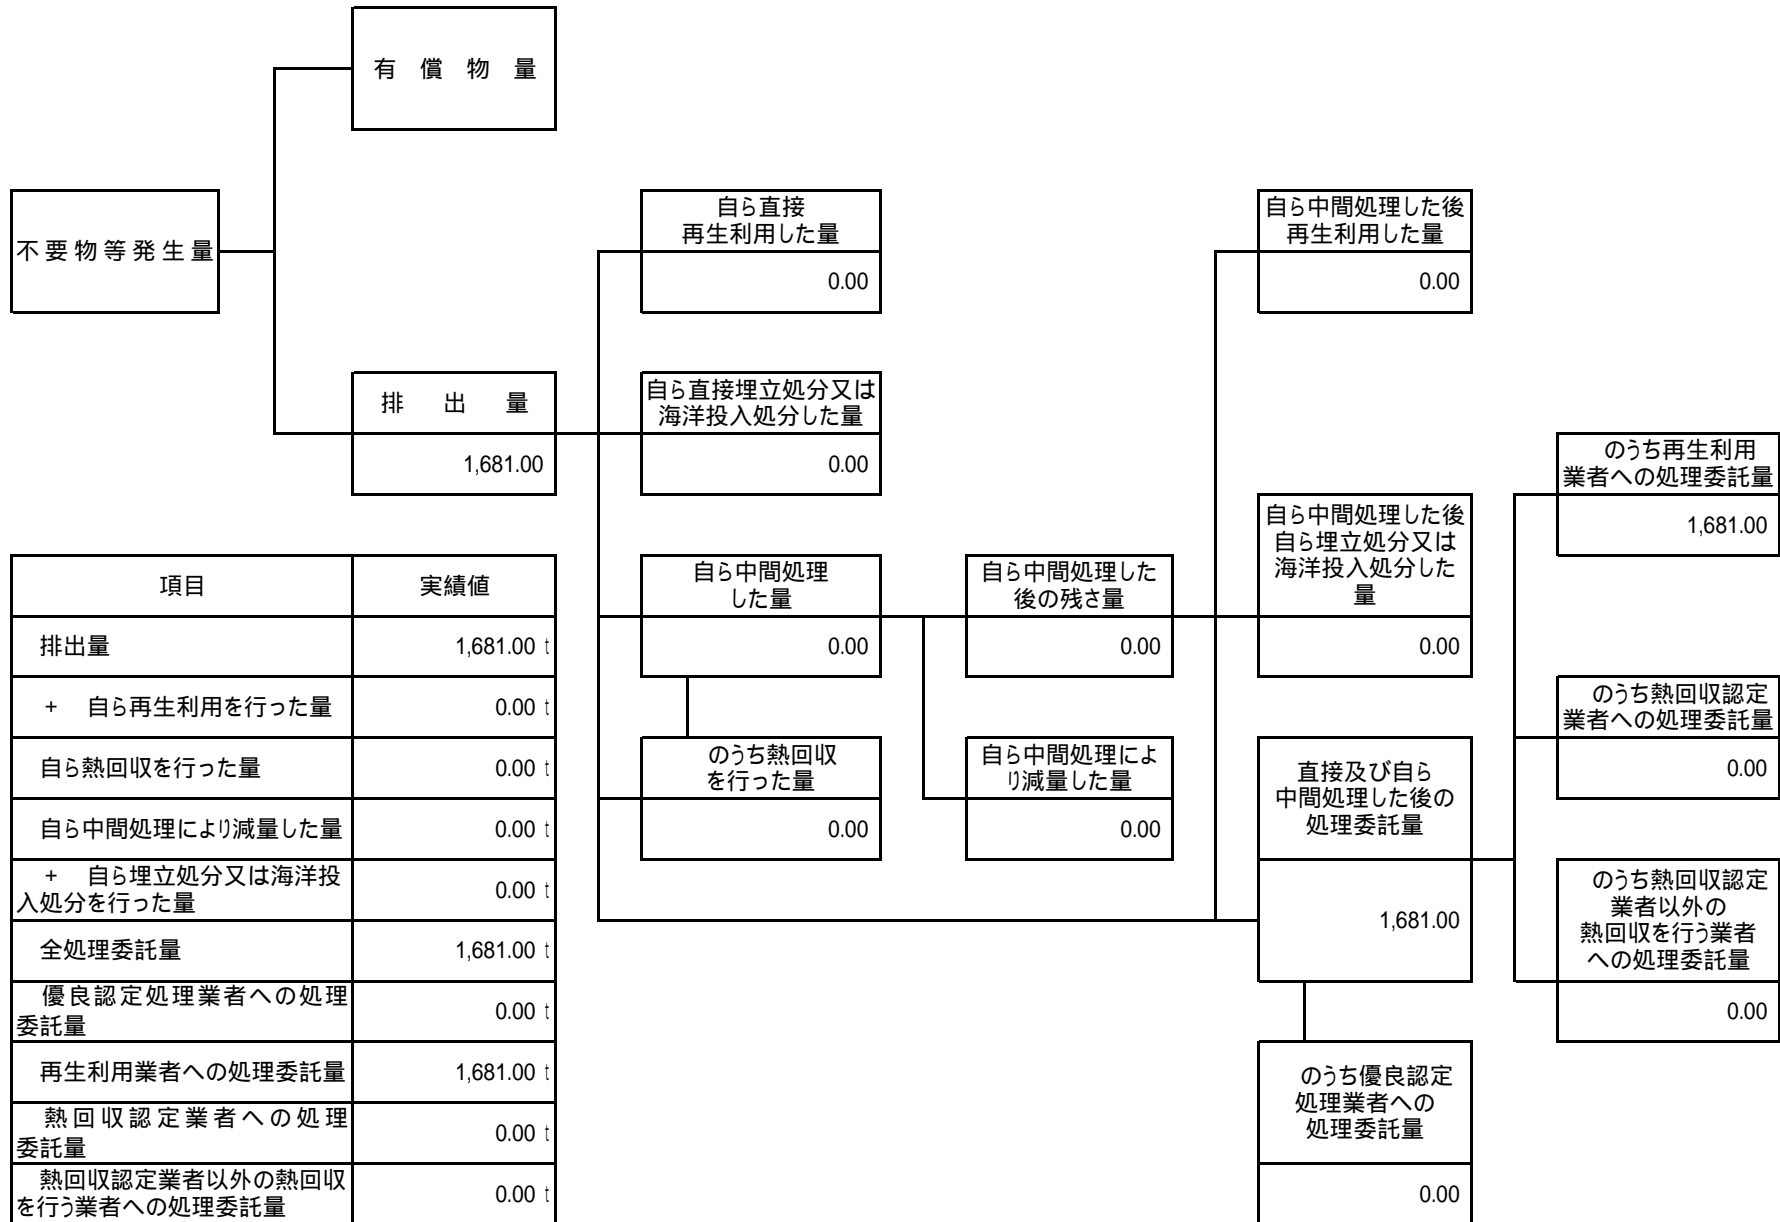 有償物量
不要物等発生量
自ら直接
再生利用した量
0.00
自ら中間処理した後
再生利用した量
0.00
排出量
1,681.00
自ら直接埋立処分又は
海洋投入処分した量
0.00
のうち再生利用
業者への処理委託量
1,681.00
自ら中間処理
した量
0.00
自ら中間処理した
後の残さ量
0.00
自ら中間処理した後
自ら埋立処分又は
海洋投入処分した
量
0.00
のうち熱回収
を行った量
0.00
自ら中間処理によ
り減量した量
0.00
直接及び自ら
中間処理した後の
処理委託量
1,681.00
のうち熱回収認定
業者への処理委託量
0.00
のうち熱回収認定
業者以外の
熱回収を行う業者
への処理委託量
0.00
のうち優良認定
処理業者への
処理委託量
0.00
項目 実績値
排出量 1,681.00 t
+ 自ら再生利用を行った量 0.00 t
自ら熱回収を行った量 0.00 t
自ら中間処理により減量した量 0.00 t
+ 自ら埋立処分又は海洋投
入処分を行った量 0.00 t
全処理委託量 1,681.00 t
優良認定処理業者への処理
委託量 0.00 t
再生利用業者への処理委託量 1,681.00 t
熱回収認定業者への処理
委託量 0.00 t
熱回収認定業者以外の熱回収
を行う業者への処理委託量 0.00 t